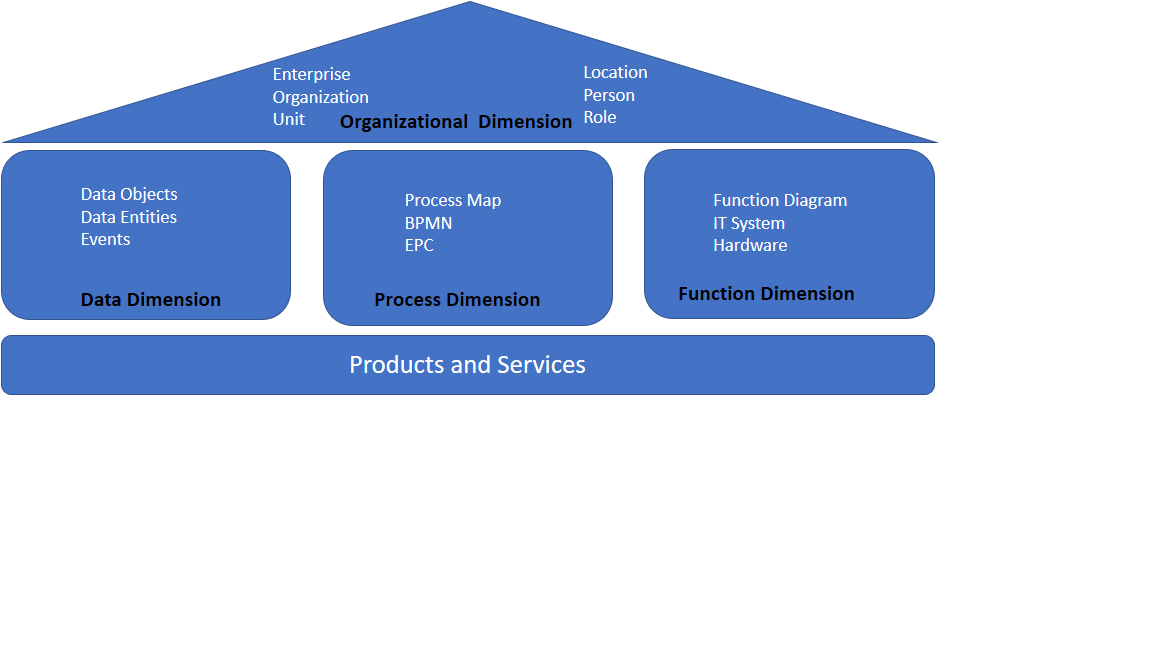 Enterprise
Organization
Unit
Location
Person
Role
Organizational  Dimension
Data Objects
Data Entities
Events
Data Dimension
Process Map
BPMN
EPC
Process Dimension
Function Diagram
IT System
Hardware
Function Dimension
Products and Services